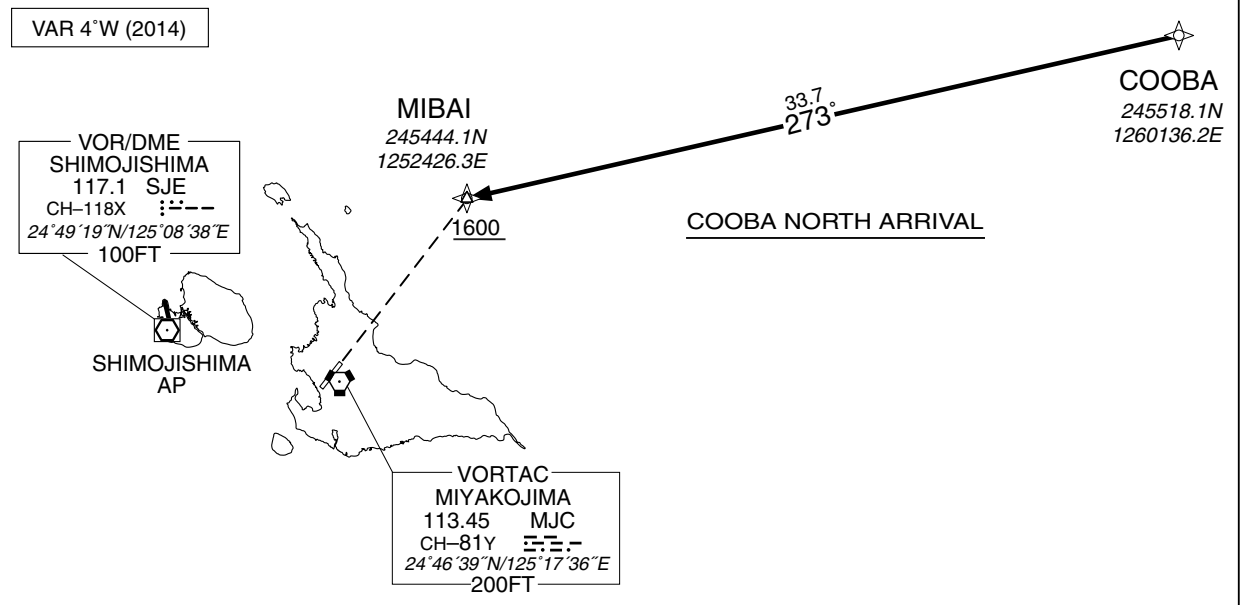 VAR 4°W (2014)
COOBA
245518.1N
1260136.2E
33.7
273°
MIBAI
245444.1N
1252426.3E
1600
COOBA NORTH ARRIVAL
VOR/DME
SHIMOJISHIMA
117.1 SJE
CH–118X
24°49´19˝N/125°08´38˝E
100FT
SHIMOJISHIMA
AP
VORTAC
MIYAKOJIMA
113.45 MJC
CH–81Y
24°46´39˝N/125°17´36˝E
200FT